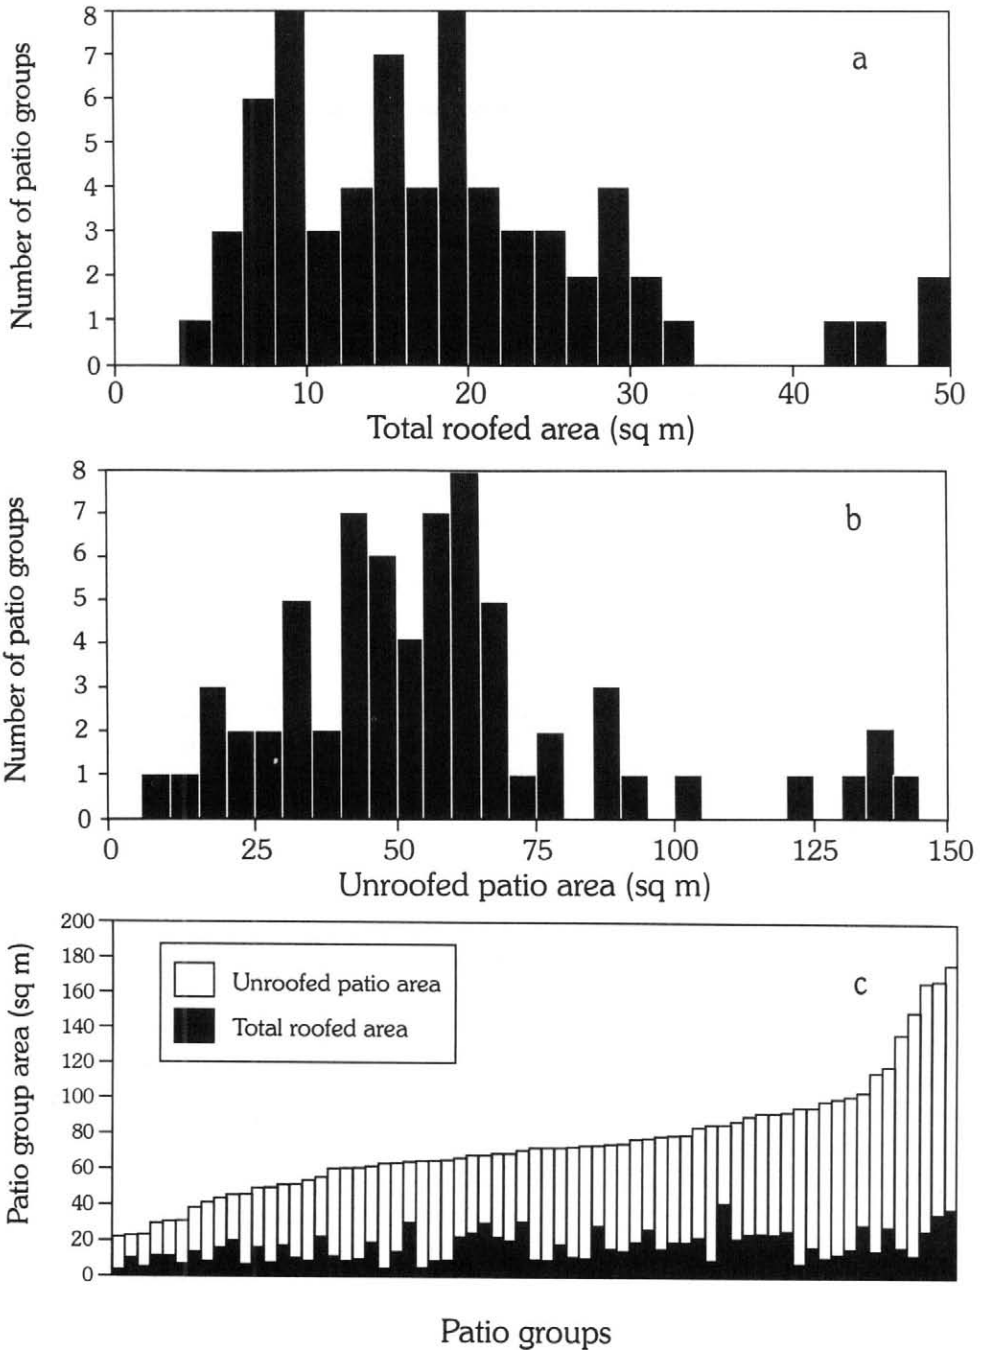 8
a
7
6
5
4
3
2
1
0
Number of patio groups
0 10 20 30 40 50
Total roofed area (sq m)
8
b
7
6
5
4
3
2
1
0
Number of patio groups
0 25 50 75 100 125 150
Unroofed patio area (sq m)
200
180
160
140
120
100
80
60
40
20
0
Patio group area (sq m)
Unroofed patio area
Total roofed area
c
Patio groups